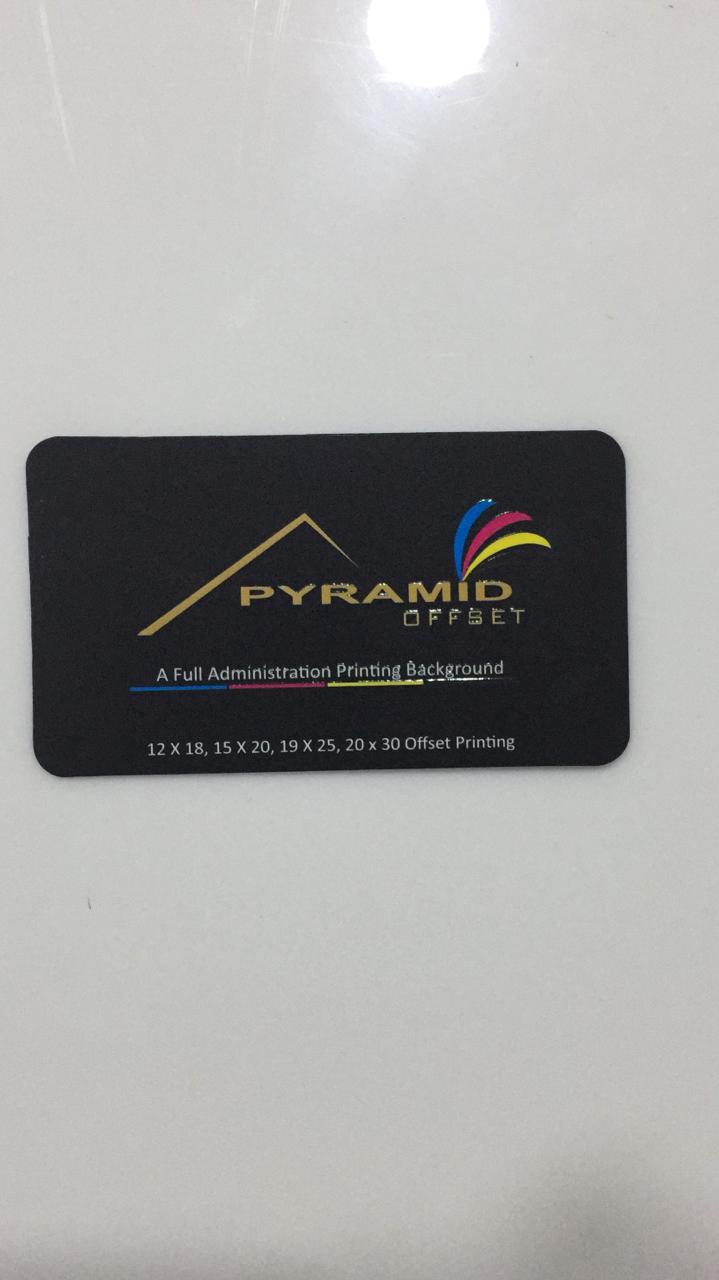 PYRAMID
OFFSET
A Full Administration Printing Background
12 X 18, 15 X 20, 19 X 25, 20 x 30 Offset Printing